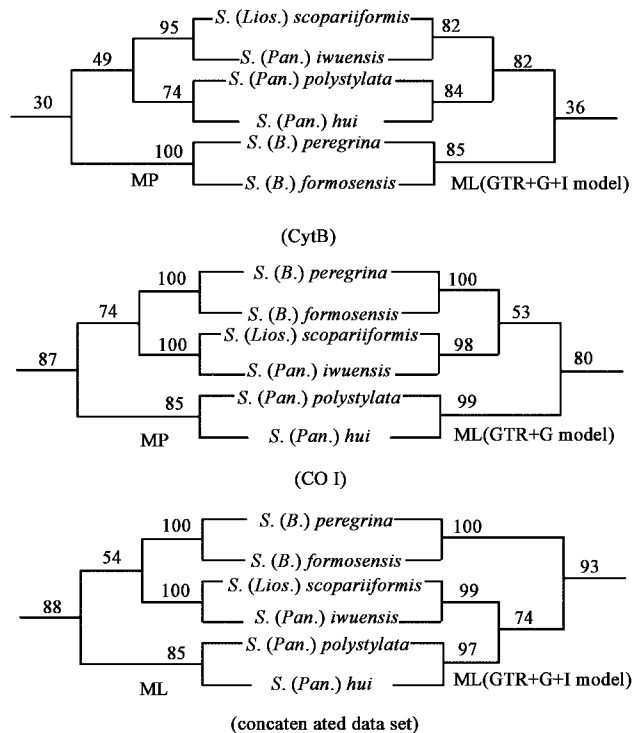 S. (Lios.) scopariiformis
95
82
49
S. (Pan.) iwuensis
82
S. (Pan.) polystylata
30
74
84
36
S. (Pan.) hui
S. (B.) peregrina
100
85
MP
S. (B.) formosensis
ML(GTR+G+I model)
(CytB)
S. (B.) peregrina
100
100
74
S. (B.) formosensis
53
S. (Lios.) scopariiformis
87
100
98
80
S. (Pan.) iwuensis
S. (Pan.) polystylata
85
99
MP
S. (Pan.) hui
ML(GTR+G model)
(CO I)
S. (B.) peregrina
100
100
54
S. (B.) formosensis
93
S. (Lios.) scopariiformis
88
100
99
S. (Pan.) iwuensis
74
S. (Pan.) polystylata
85
97
ML
S. (Pan.) hui
ML(GTR+G+I model)
(concaten ated data set)